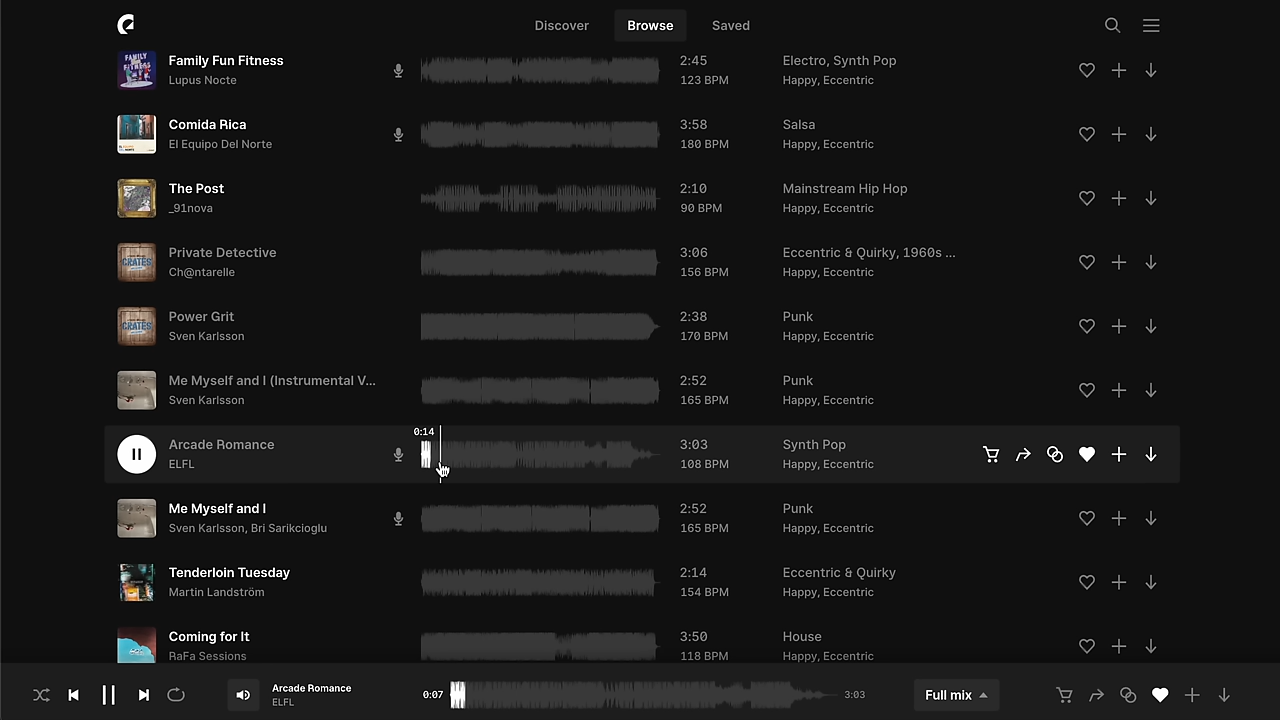 Discover
Browse
Saved
FAMILY
FITNESS
Family Fun Fitness
Lupus Nocte
2:45
123 BPM
Electro, Synth Pop
Happy, Eccentric
Comida Rica
El Equipo Del Norte
3:58
180 BPM
Salsa
Happy, Eccentric
The Post
_91nova
2:10
90 BPM
Mainstream Hip Hop
Happy, Eccentric
CRATES
Private Detective
Ch@ntarelle
3:06
156 BPM
Eccentric & Quirky, 1960s ...
Happy, Eccentric
CRATES
Power Grit
Sven Karlsson
2:38
170 BPM
Punk
Happy, Eccentric
Me Myself and I (Instrumental V...
Sven Karlsson
2:52
165 BPM
Punk
Happy, Eccentric
Arcade Romance
ELFL
0:14
3:03
108 BPM
Synth Pop
Happy, Eccentric
Me Myself and I
Sven Karlsson, Bri Sarikcioglu
2:52
165 BPM
Punk
Happy, Eccentric
Tenderloin Tuesday
Martin Landström
2:14
154 BPM
Eccentric & Quirky
Happy, Eccentric
Coming for It
RaFa Sessions
3:50
118 BPM
House
Happy, Eccentric
Arcade Romance
ELFL
0:07
3:03
Full mix